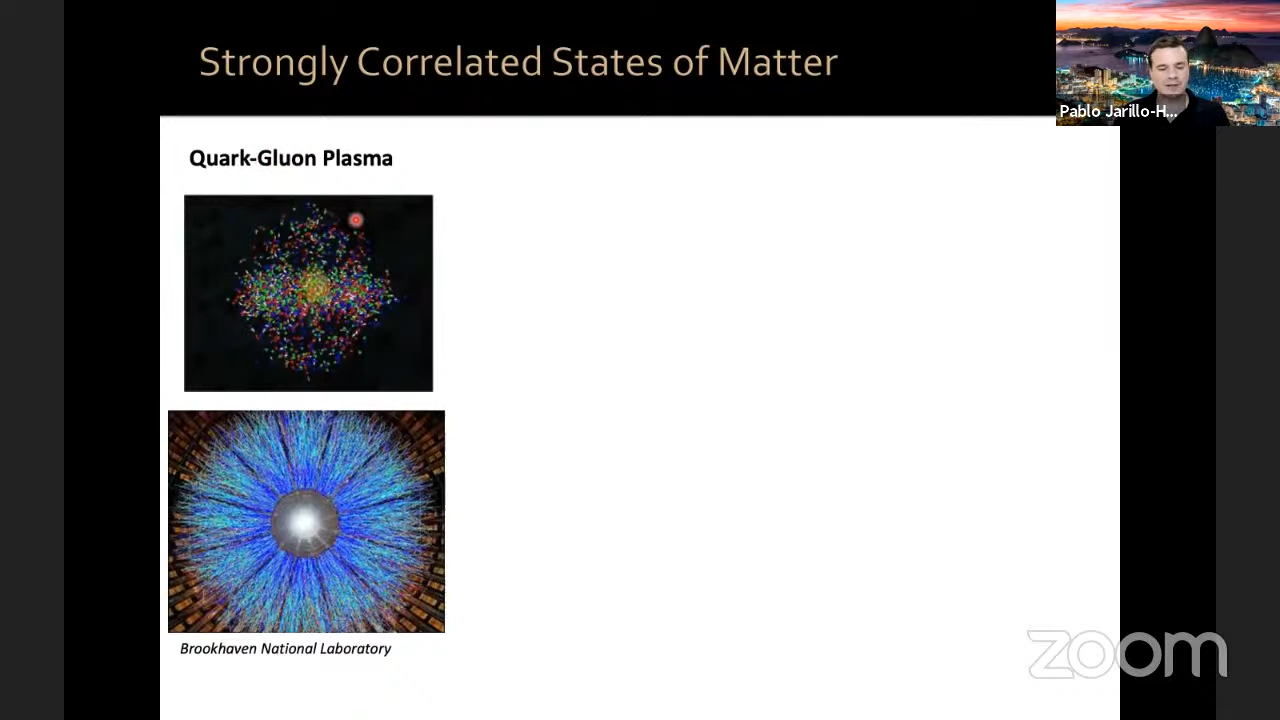 Strongly Correlated States of Matter
Pablo Jarillo-H...
Quark-Gluon Plasma
Brookhaven National Laboratory
zoom